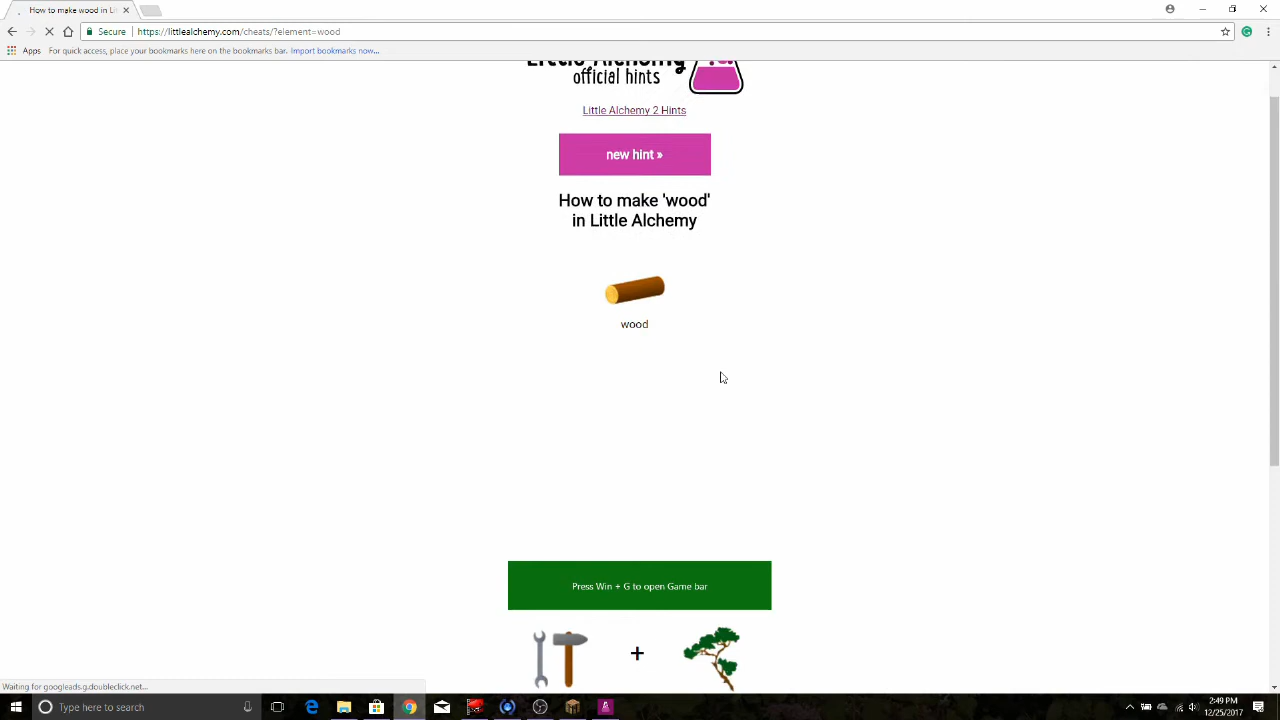 How to make 'wood' in Li
Secure
https://littlealchemy.com/cheats/?element=wood
Apps
For quick access, place your bookmarks here on the bookmarks bar.
Import bookmarks now...
Little Alchemy
official hints
Little Alchemy 2 Hints
new hint »
How to make 'wood'
in Little Alchemy
wood
Press Win + G to open Game bar
+
Waiting for googleads.g.doubleclick.net...
Type here to search
2:49 PM
12/25/2017